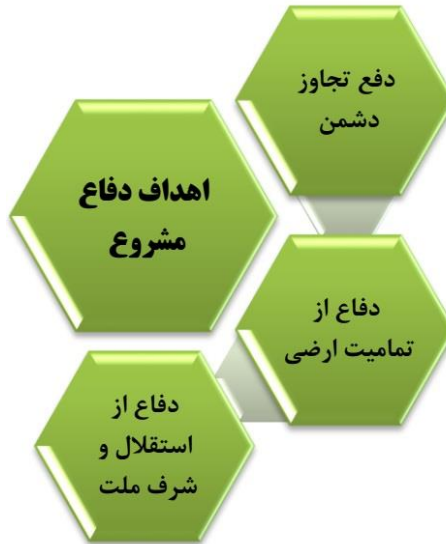 اهداف دفاع
مشروع
دفع تجاوز
دشمن
دفاع از
تمامیت ارضی
دفاع از
استقلال و
شرف ملت